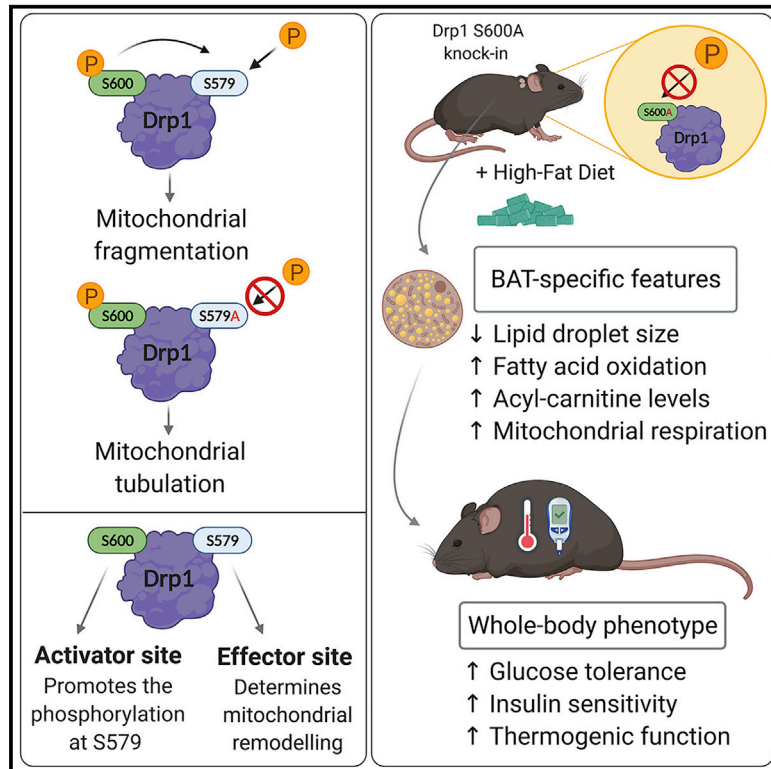 P
P
S600
S579
Drp1
Mitochondrial
fragmentation
P
P
S600
S579A
Drp1
Mitochondrial
tubulation
S600
S579
Drp1
Activator site
Promotes the
phosphorylation
at S579
Effector site
Determines
mitochondrial
remodelling
Drp1 S600A
knock-in
P
S600A
Drp1
+ High-Fat Diet
BAT-specific features
↓ Lipid droplet size
↑ Fatty acid oxidation
↑ Acyl-carnitine levels
↑ Mitochondrial respiration
Whole-body phenotype
↑ Glucose tolerance
↑ Insulin sensitivity
↑ Thermogenic function